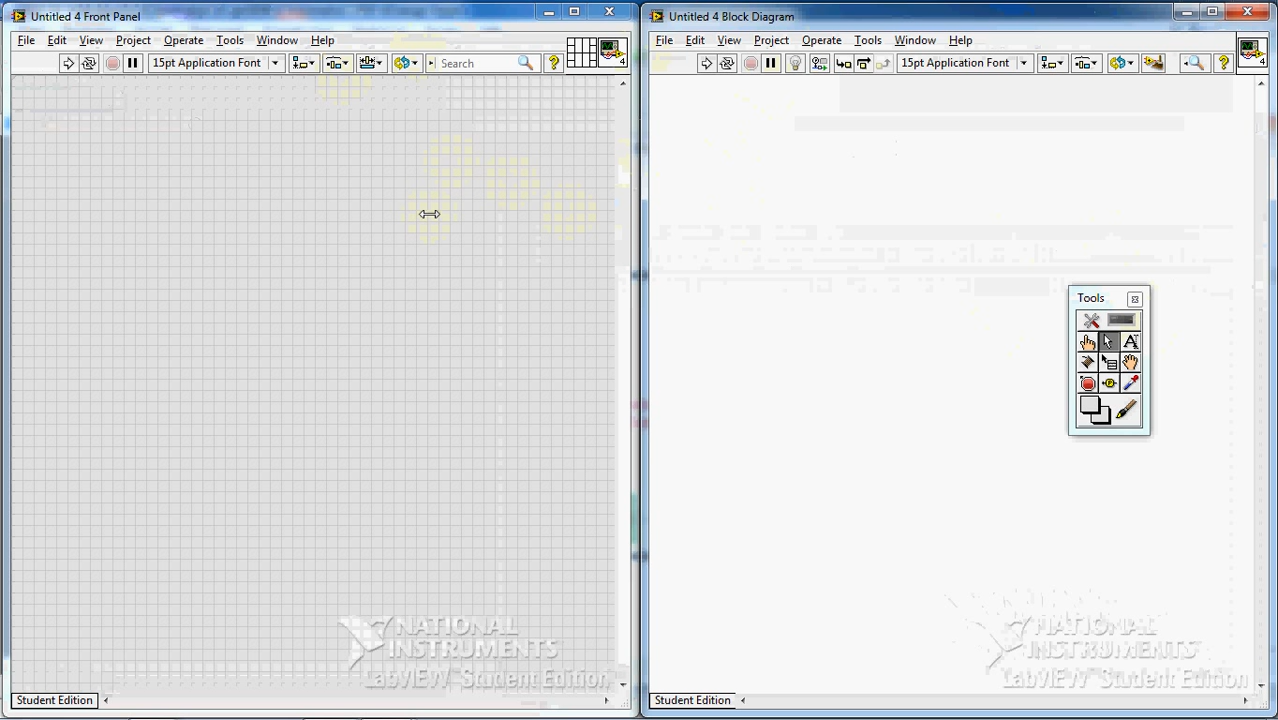 Untitled 4 Front Panel
File Edit View Project Operate Tools Window Help
15pt Application Font
Search
?
4
NATIONAL
INSTRUMENTS
LabVIEW Student Edition
Student Edition
Untitled 4 Block Diagram
File Edit View Project Operate Tools Window Help
15pt Application Font
?
4
Tools
A
P
NATIONAL
INSTRUMENTS
LabVIEW Student Edition
Student Edition